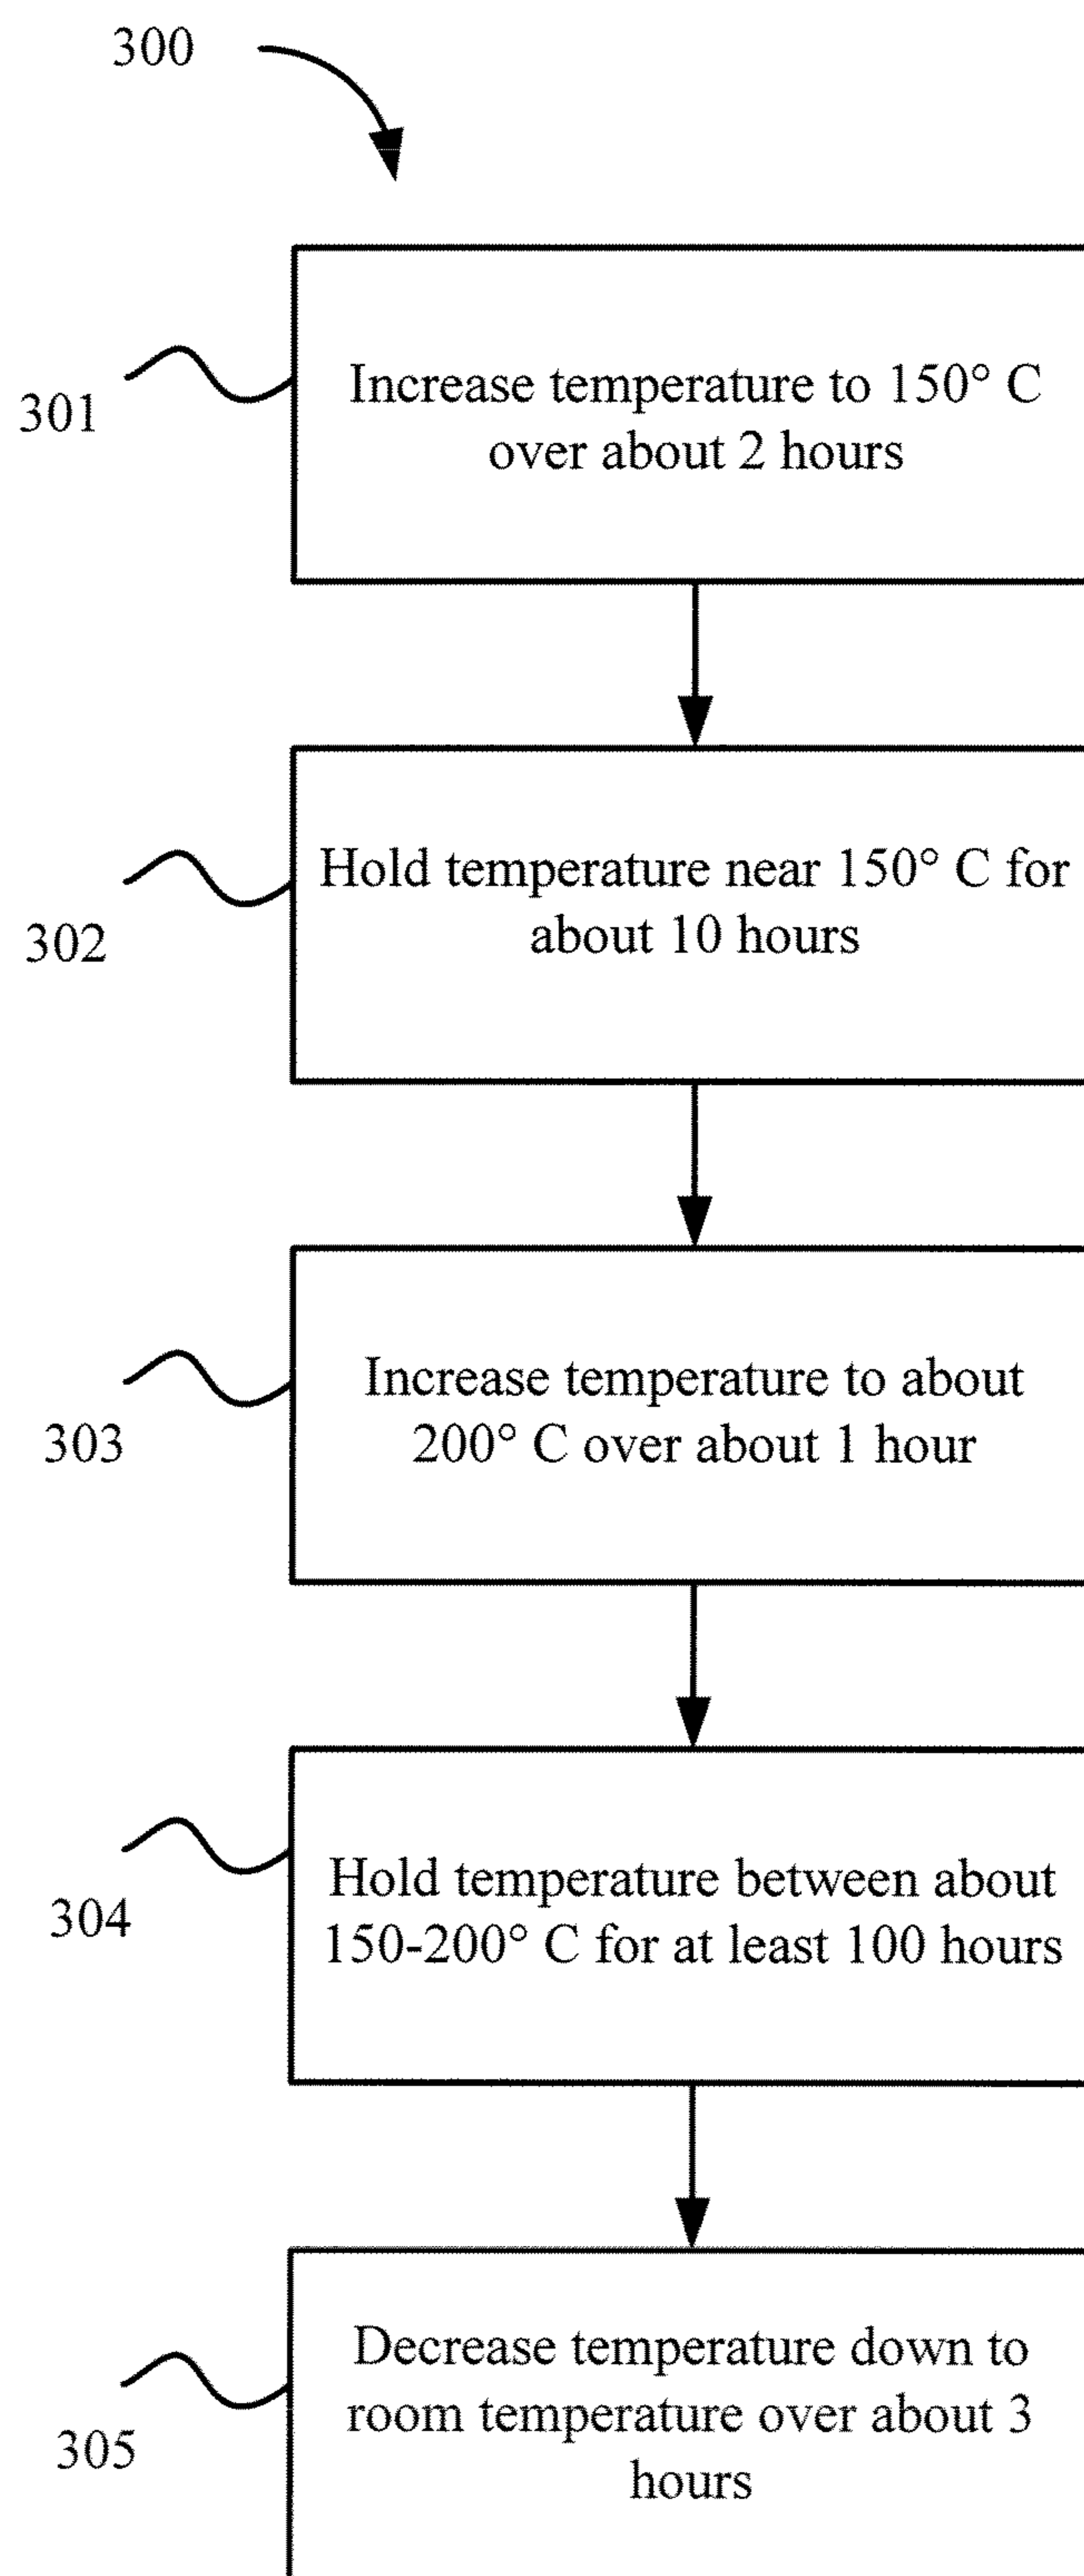 300
301
Increase temperature to 150° C
over about 2 hours
302
Hold temperature near 150° C for
about 10 hours
303
Increase temperature to about
200° C over about 1 hour
304
Hold temperature between about
150-200° C for at least 100 hours
305
Decrease temperature down to
room temperature over about 3
hours